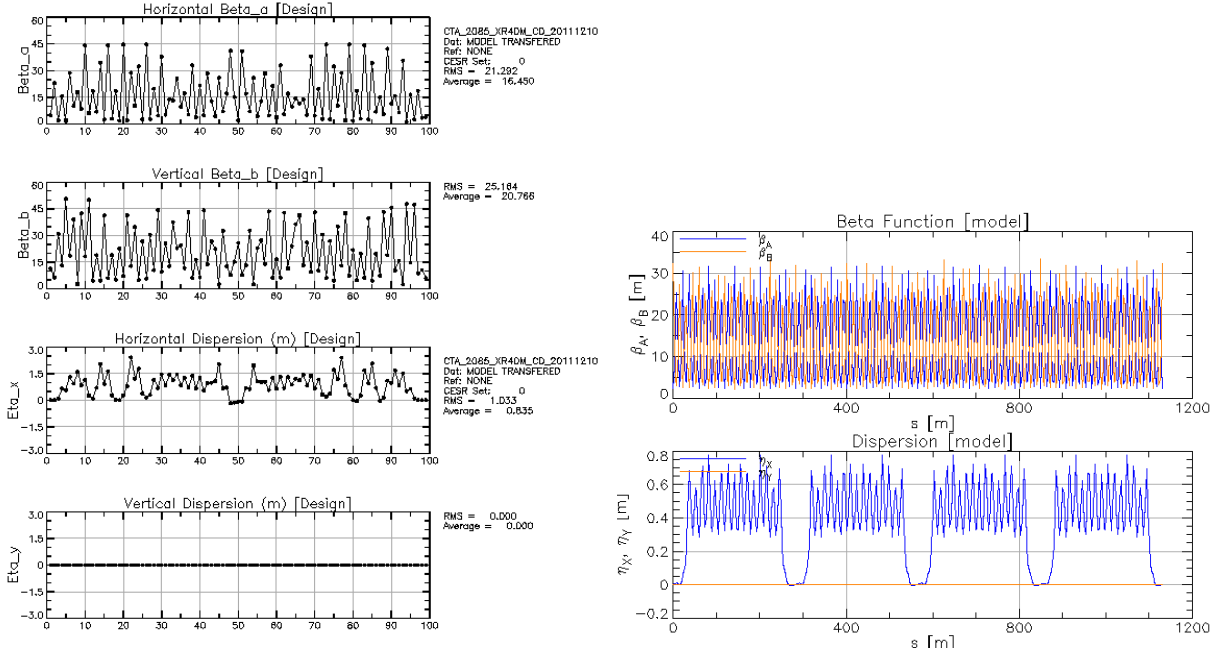 Horizontal Beta_a [Design]
60
45
30
15
0
Beta_a
0 10 20 30 40 50 60 70 80 90 100
CTA_2085_XR40M_CD_20111210
Dat: MODEL TRANSFERED
Ref: NONE
CESR Set: 0
RMS = 21.292
Average = 16.450
Vertical Beta_b [Design]
60
45
30
15
0
Beta_b
0 10 20 30 40 50 60 70 80 90 100
RMS = 25.164
Average = 20.766
Horizontal Dispersion (m) [Design]
3.0
1.5
0
-1.5
-3.0
Eta_x
0 10 20 30 40 50 60 70 80 90 100
CTA_2085_XR40M_CD_20111210
Dat: MODEL TRANSFERED
Ref: NONE
CESR Set: 0
RMS = 1.033
Average = 0.835
Vertical Dispersion (m) [Design]
3.0
1.5
0
-1.5
-3.0
Eta_y
0 10 20 30 40 50 60 70 80 90 100
RMS = 0.000
Average = 0.000
Beta Function [model]
β_A
β_B
40
30
20
10
0
β_A, β_B [m]
0 400 800 1200
s [m]
Dispersion [model]
η_X
η_Y
0.8
0.6
0.4
0.2
0
-0.2
η_X, η_Y [m]
0 400 800 1200
s [m]